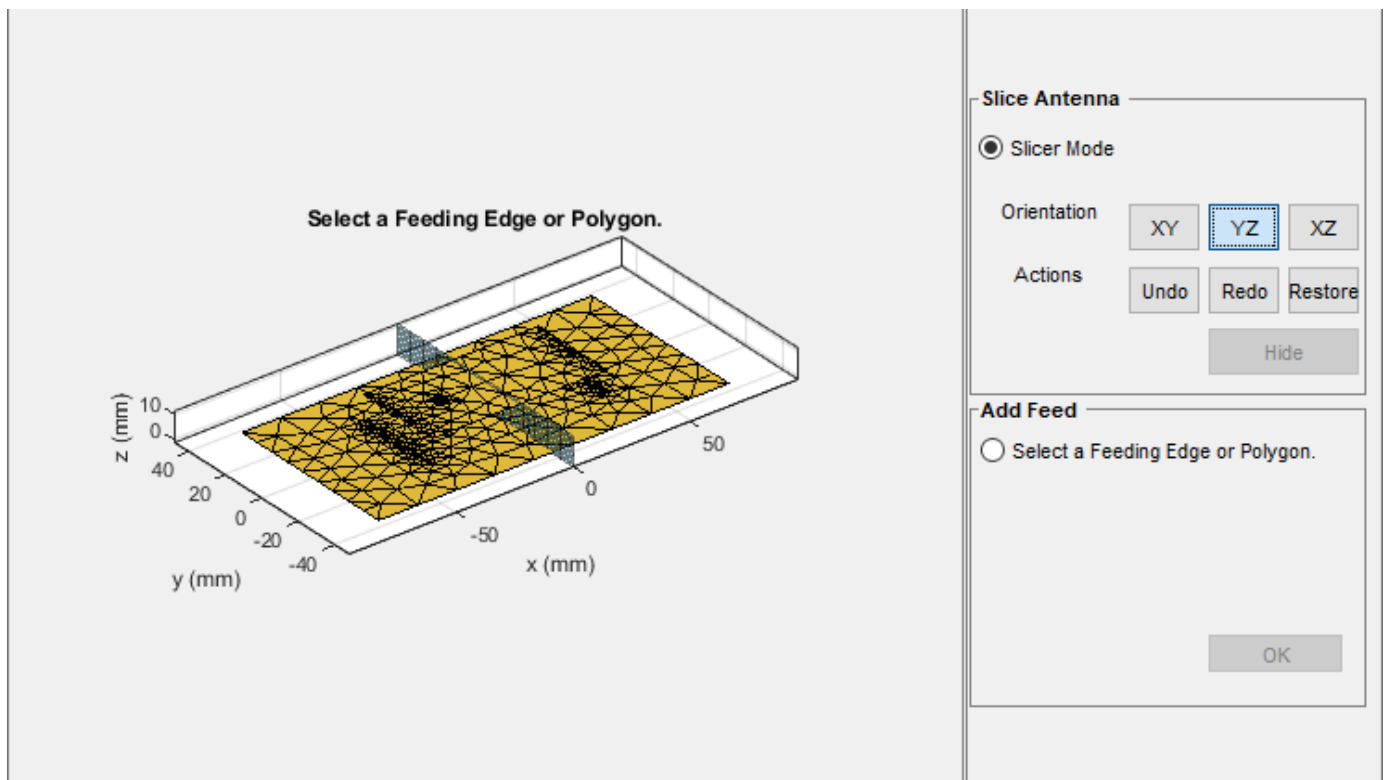 Select a Feeding Edge or Polygon.
z (mm)
10
0
40
20
0
-20
-40
y (mm)
-50
0
50
x (mm)
Slice Antenna
Slicer Mode
Orientation
XY YZ XZ
Actions
Undo Redo Restore
Hide
Add Feed
Select a Feeding Edge or Polygon.
OK